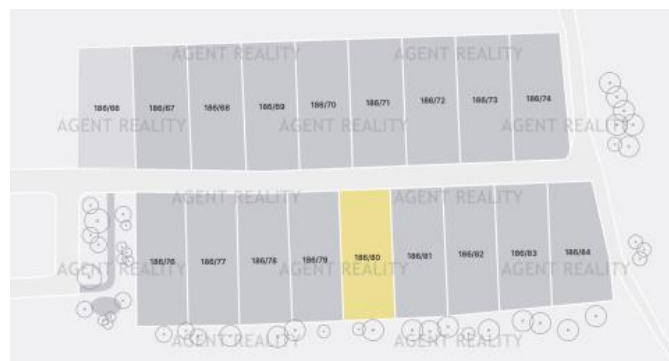 AGENT REALITY AGENT REALITY
186/66 186/67 186/68 186/69 186/70 186/71 186/72 186/73 186/74
AGENT REALITY AGENT REALITY AGENT REALITY
AGENT REALITY AGENT REALITY
186/76 186/77 186/78 186/79 186/80 186/81 186/82 186/83 186/84
AGENT REALITY AGENT REALITY AGENT REALITY
AGENT REALITY AGENT REALITY